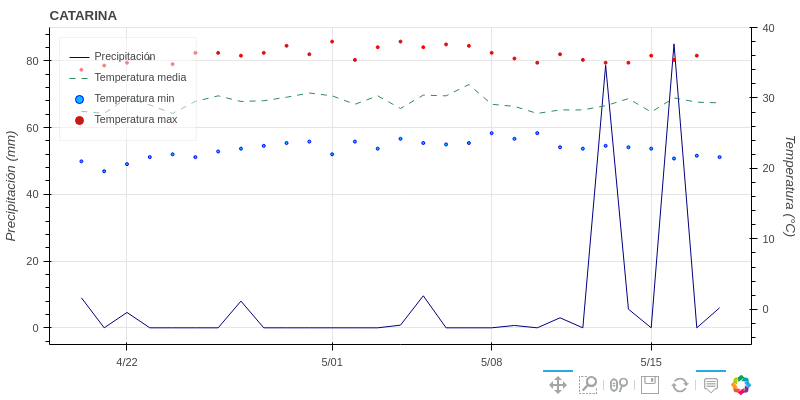 CATARINA
Precipitación
Temperatura media
Temperatura min
Temperatura max
Precipitación (mm)
80
60
40
20
0
Temperatura (°C)
40
30
20
10
0
4/22
5/01
5/08
5/15